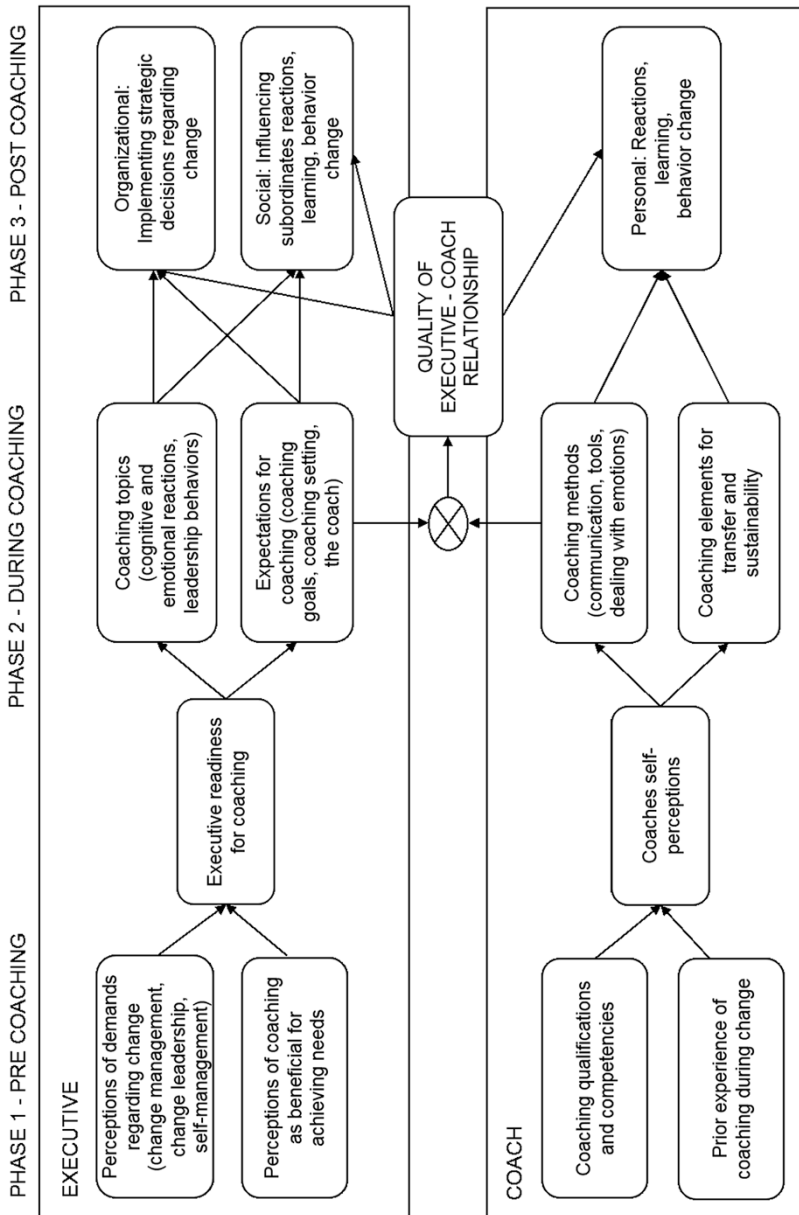 PHASE 1 - PRE COACHING
PHASE 2 - DURING COACHING
PHASE 3 - POST COACHING
EXECUTIVE
Perceptions of demands
regarding change
(change management,
change leadership,
self-management)
Perceptions of coaching
as beneficial for
achieving needs
Executive readiness
for coaching
Coaching topics
(cognitive and
emotional reactions,
leadership behaviors)
Expectations for
coaching (coaching
goals, coaching setting,
the coach)
Organizational:
Implementing strategic
decisions regarding
change
Social: Influencing
subordinates reactions,
learning, behavior
change
QUALITY OF
EXECUTIVE - COACH
RELATIONSHIP
COACH
Coaching qualifications
and competencies
Prior experience of
coaching during change
Coaches self-
perceptions
Coaching methods
(communication, tools,
dealing with emotions)
Coaching elements for
transfer and
sustainability
Personal: Reactions,
learning,
behavior change